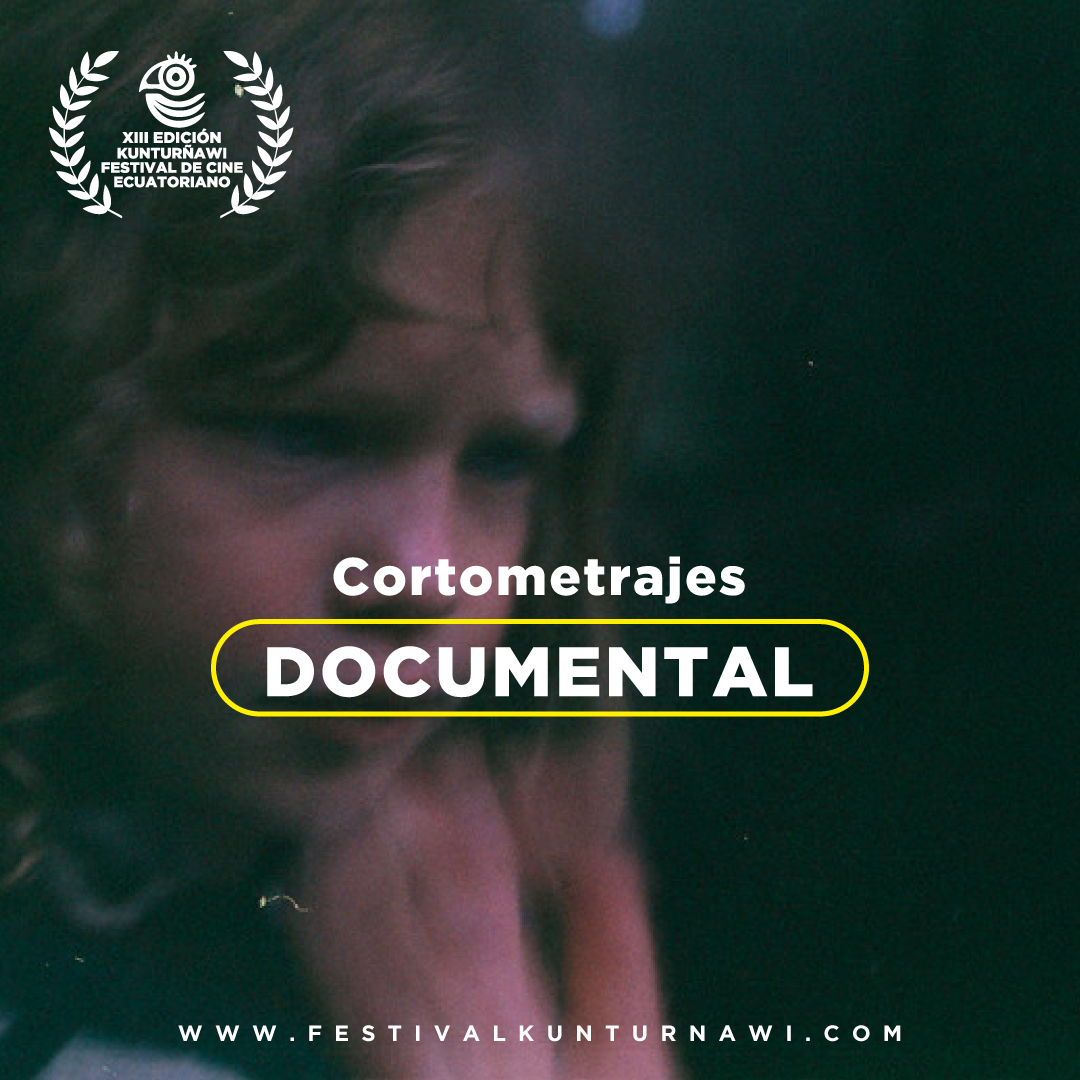 XIII EDICIÓN
KUNTURÑAWI
FESTIVAL DE CINE
ECUATORIANO
Cortometrajes
DOCUMENTAL
WWW.FESTIVALKUNTURNAWI.COM